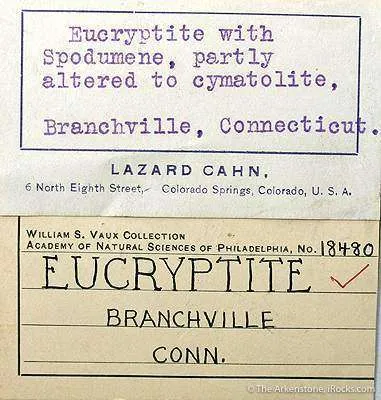 Eucryptite with
Spodumene, partly
altered to cymatolite,
Branchville, Connecticut.
LAZARD CAHN,
6 North Eighth Street,- Colorado Springs, Colorado, U. S. A.
WILLIAM S. VAUX COLLECTION
ACADEMY OF NATURAL SCIENCES OF PHILADELPHIA, NO. 18480
EUCRYPTITE
BRANCHVILLE
CONN.
© The Arkenstone, iRocks.com